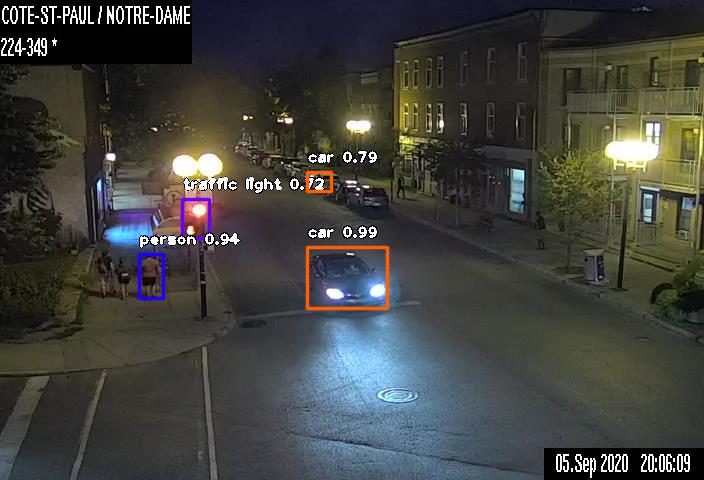 COTE-ST-PAUL / NOTRE-DAME
224-349 *
car 0.79
traffic light 0.72
person 0.94
car 0.99
05.Sep 2020 20:06:09